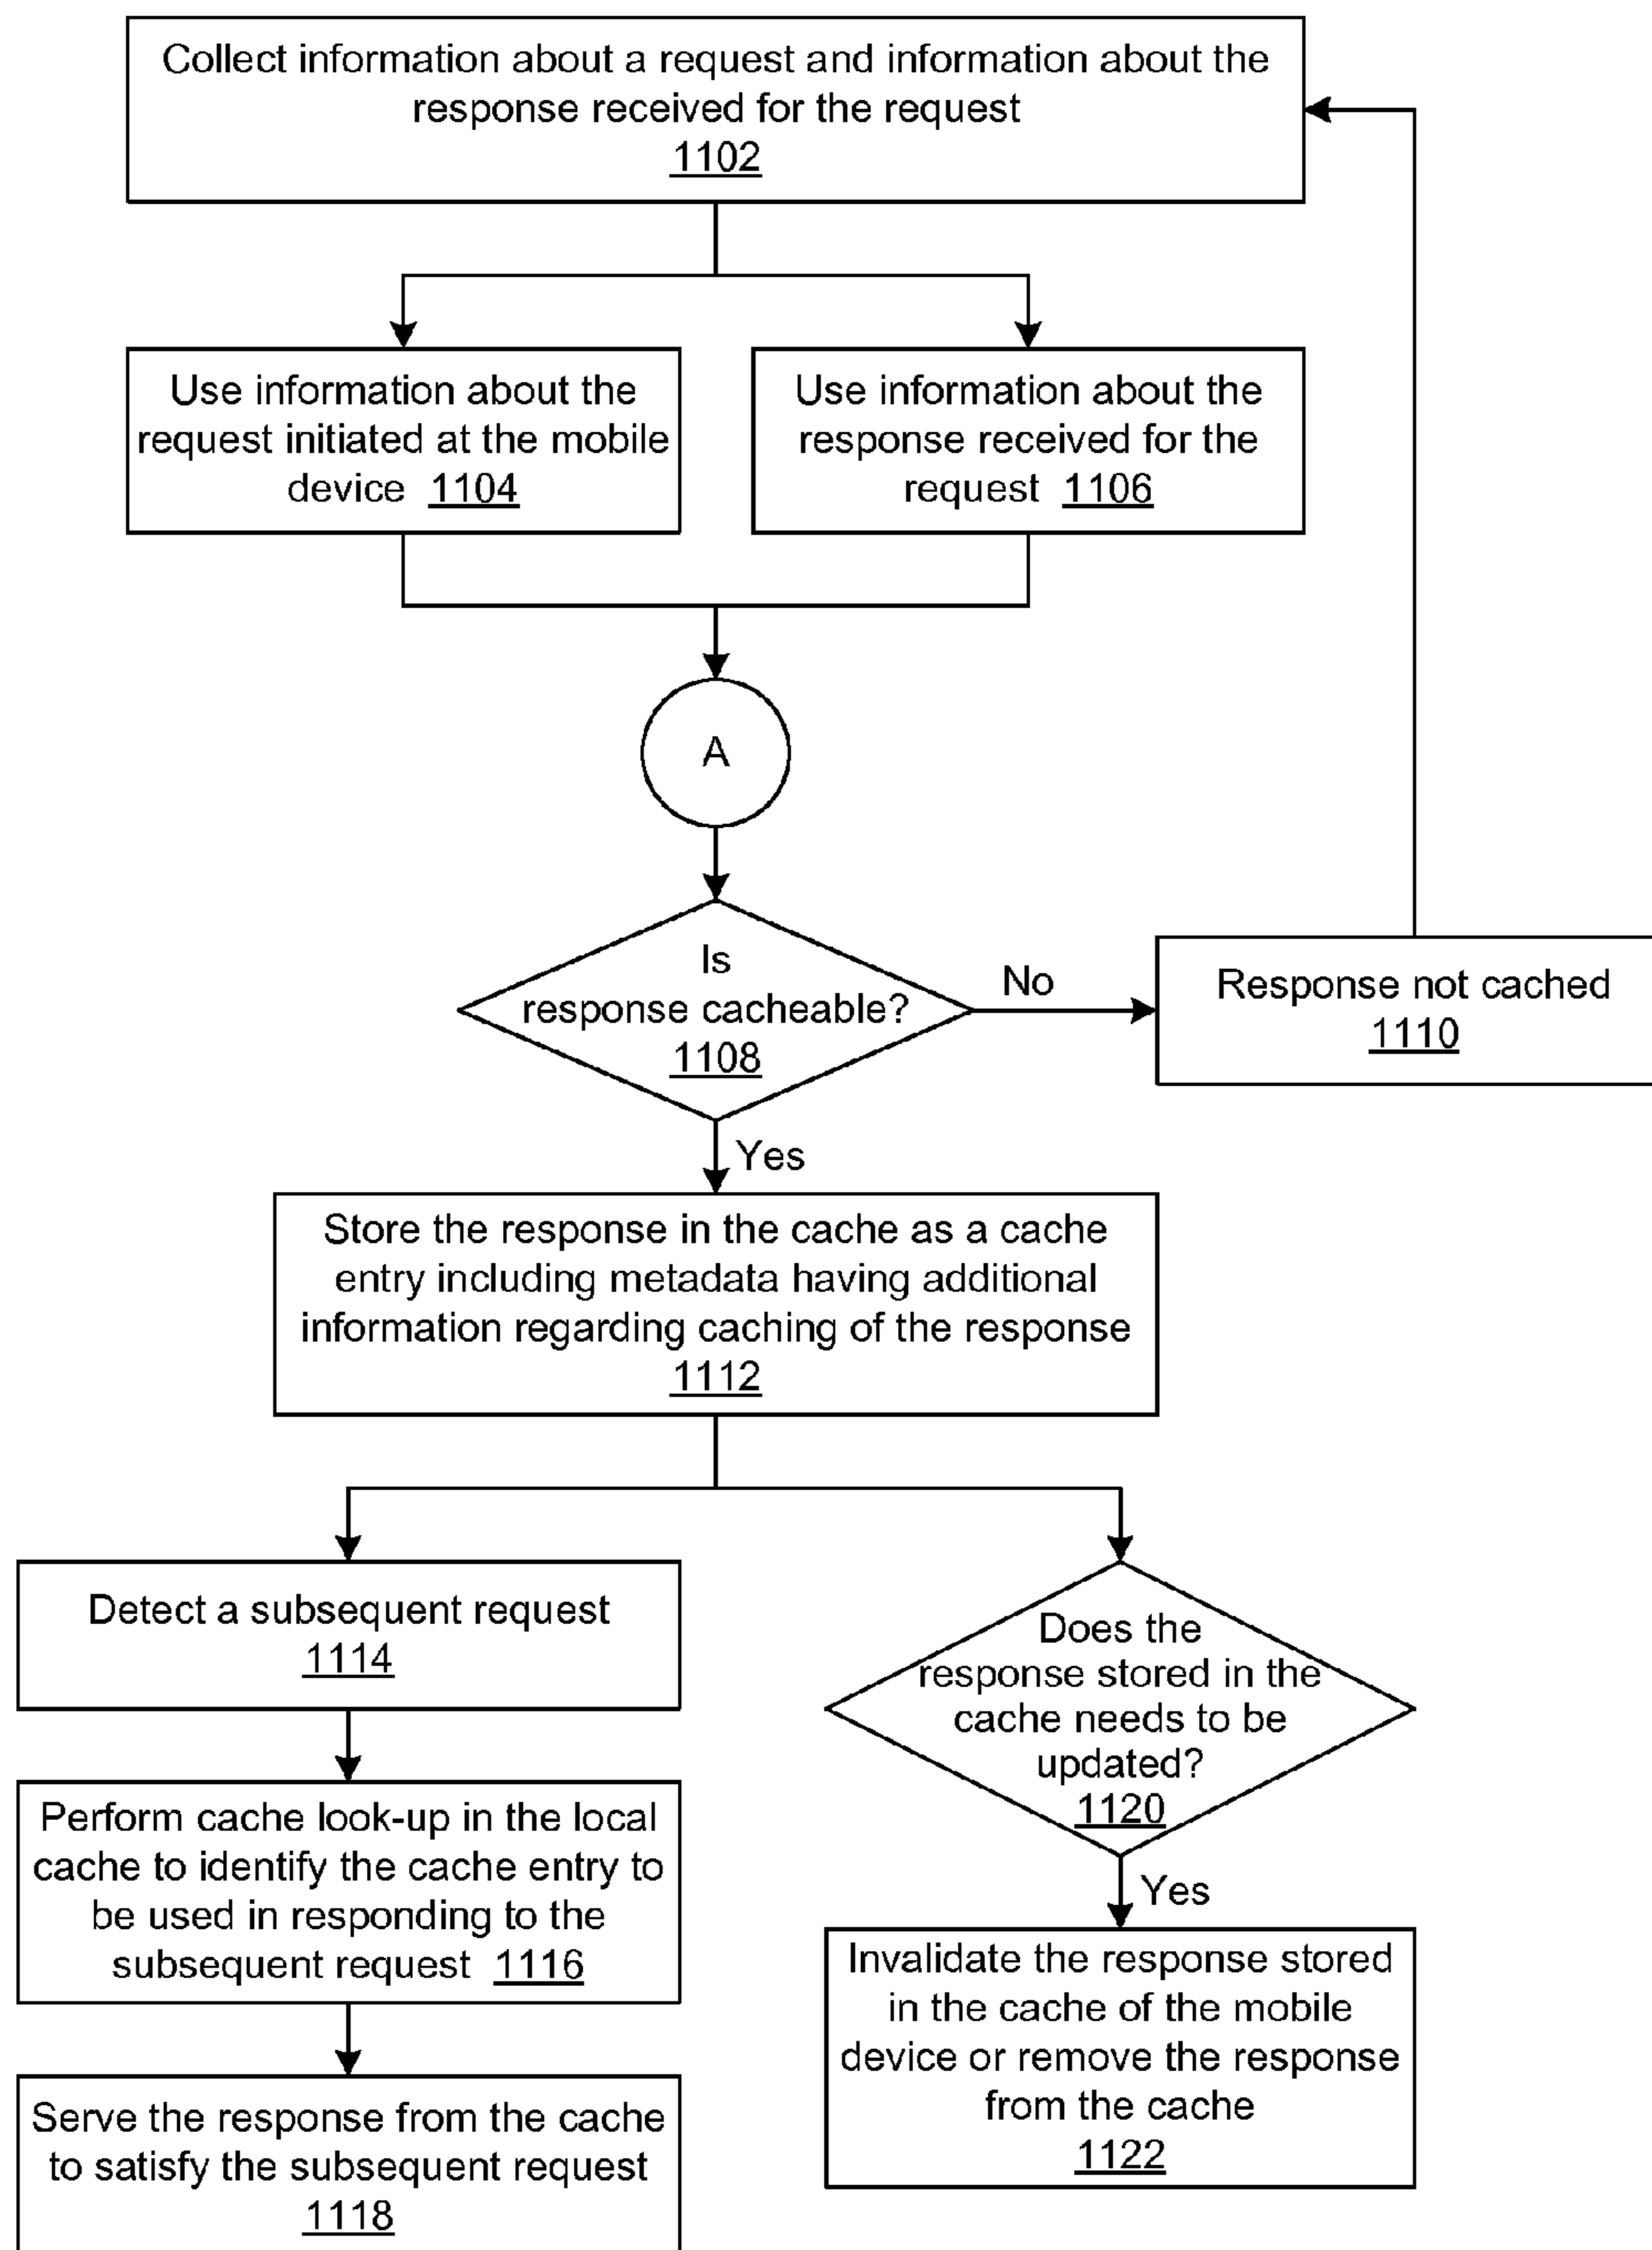 Collect information about a request and information about the
response received for the request
1102
Use information about the
request initiated at the mobile
device 1104
Use information about the
response received for the
request 1106
A
Is
response cacheable?
1108
No
Response not cached
1110
Yes
Store the response in the cache as a cache
entry including metadata having additional
information regarding caching of the response
1112
Detect a subsequent request
1114
Perform cache look-up in the local
cache to identify the cache entry to
be used in responding to the
subsequent request 1116
Serve the response from the cache
to satisfy the subsequent request
1118
Does the
response stored in the
cache needs to be
updated?
1120
Yes
Invalidate the response stored
in the cache of the mobile
device or remove the response
from the cache
1122